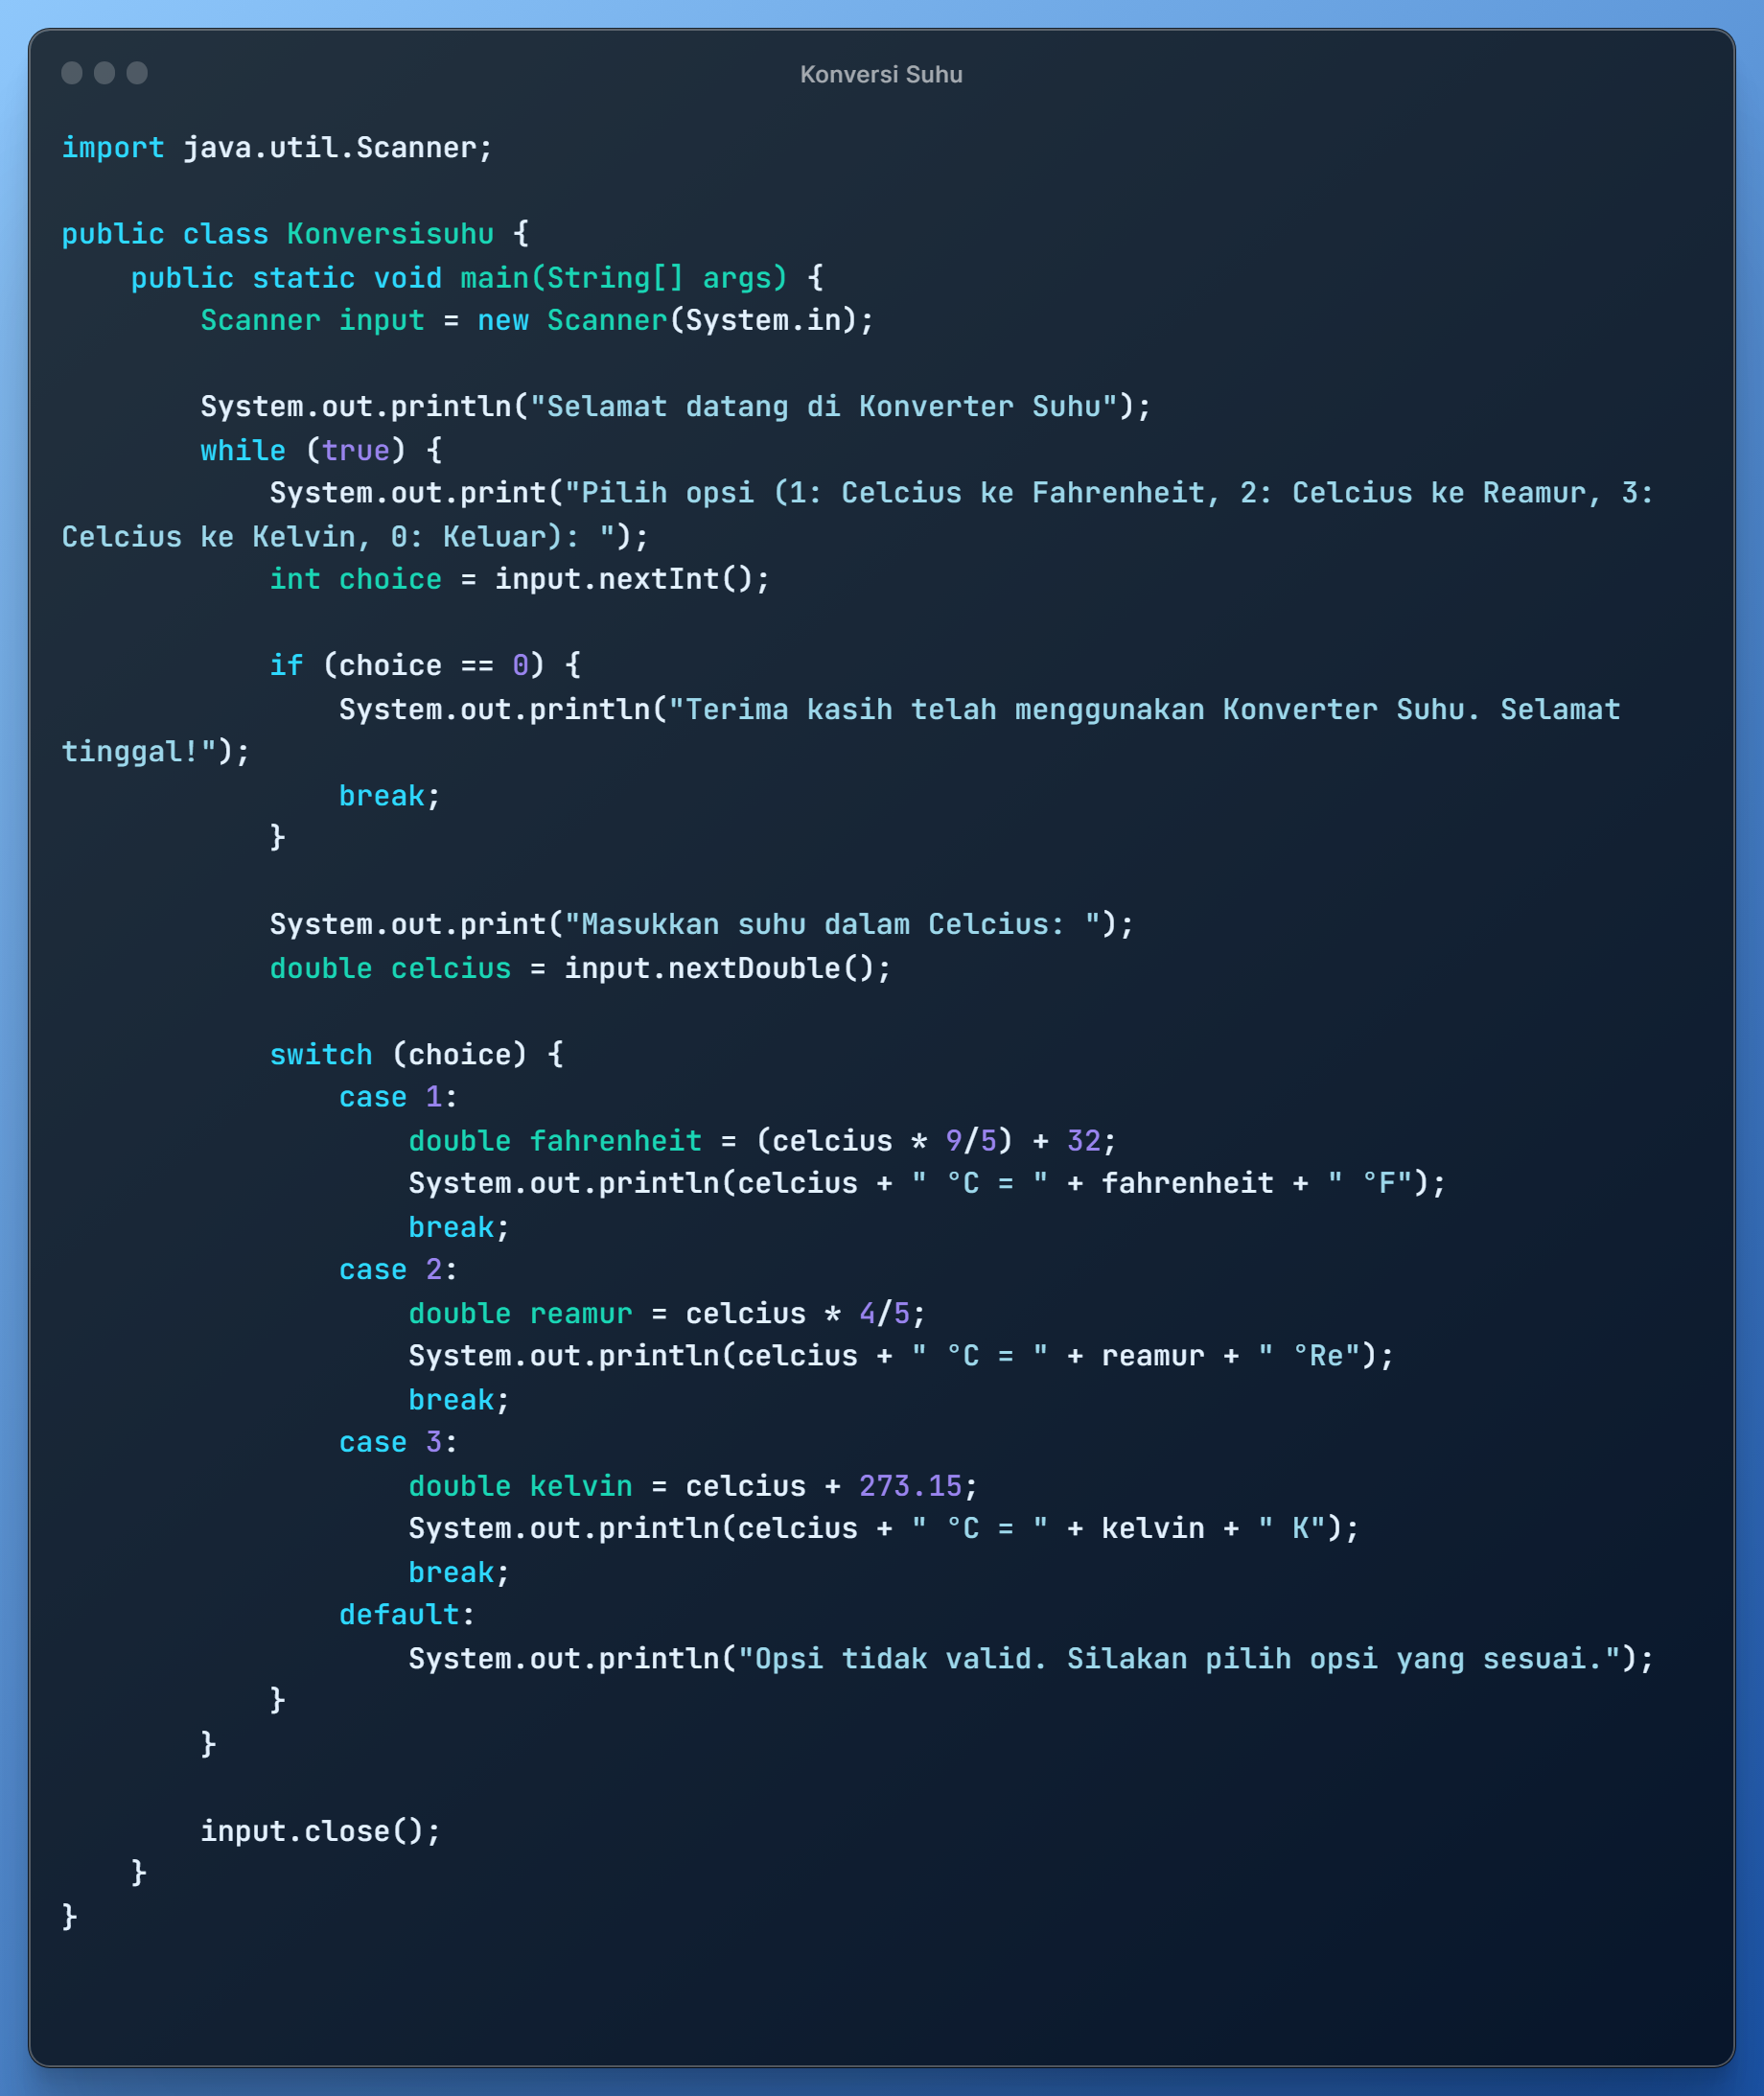 Konversi Suhu
import java.util.Scanner;
public class Konversisuhu {
    public static void main(String[] args) {
        Scanner input = new Scanner(System.in);
        System.out.println("Selamat datang di Konverter Suhu");
        while (true) {
            System.out.print("Pilih opsi (1: Celcius ke Fahrenheit, 2: Celcius ke Reamur, 3:
Celcius ke Kelvin, 0: Keluar): ");
            int choice = input.nextInt();
            if (choice == 0) {
                System.out.println("Terima kasih telah menggunakan Konverter Suhu. Selamat
tinggal!");
                break;
            }
            System.out.print("Masukkan suhu dalam Celcius: ");
            double celcius = input.nextDouble();
            switch (choice) {
                case 1:
                    double fahrenheit = (celcius * 9/5) + 32;
                    System.out.println(celcius + " °C = " + fahrenheit + " °F");
                    break;
                case 2:
                    double reamur = celcius * 4/5;
                    System.out.println(celcius + " °C = " + reamur + " °Re");
                    break;
                case 3:
                    double kelvin = celcius + 273.15;
                    System.out.println(celcius + " °C = " + kelvin + " K");
                    break;
                default:
                    System.out.println("Opsi tidak valid. Silakan pilih opsi yang sesuai.");
            }
        }
        input.close();
    }
}